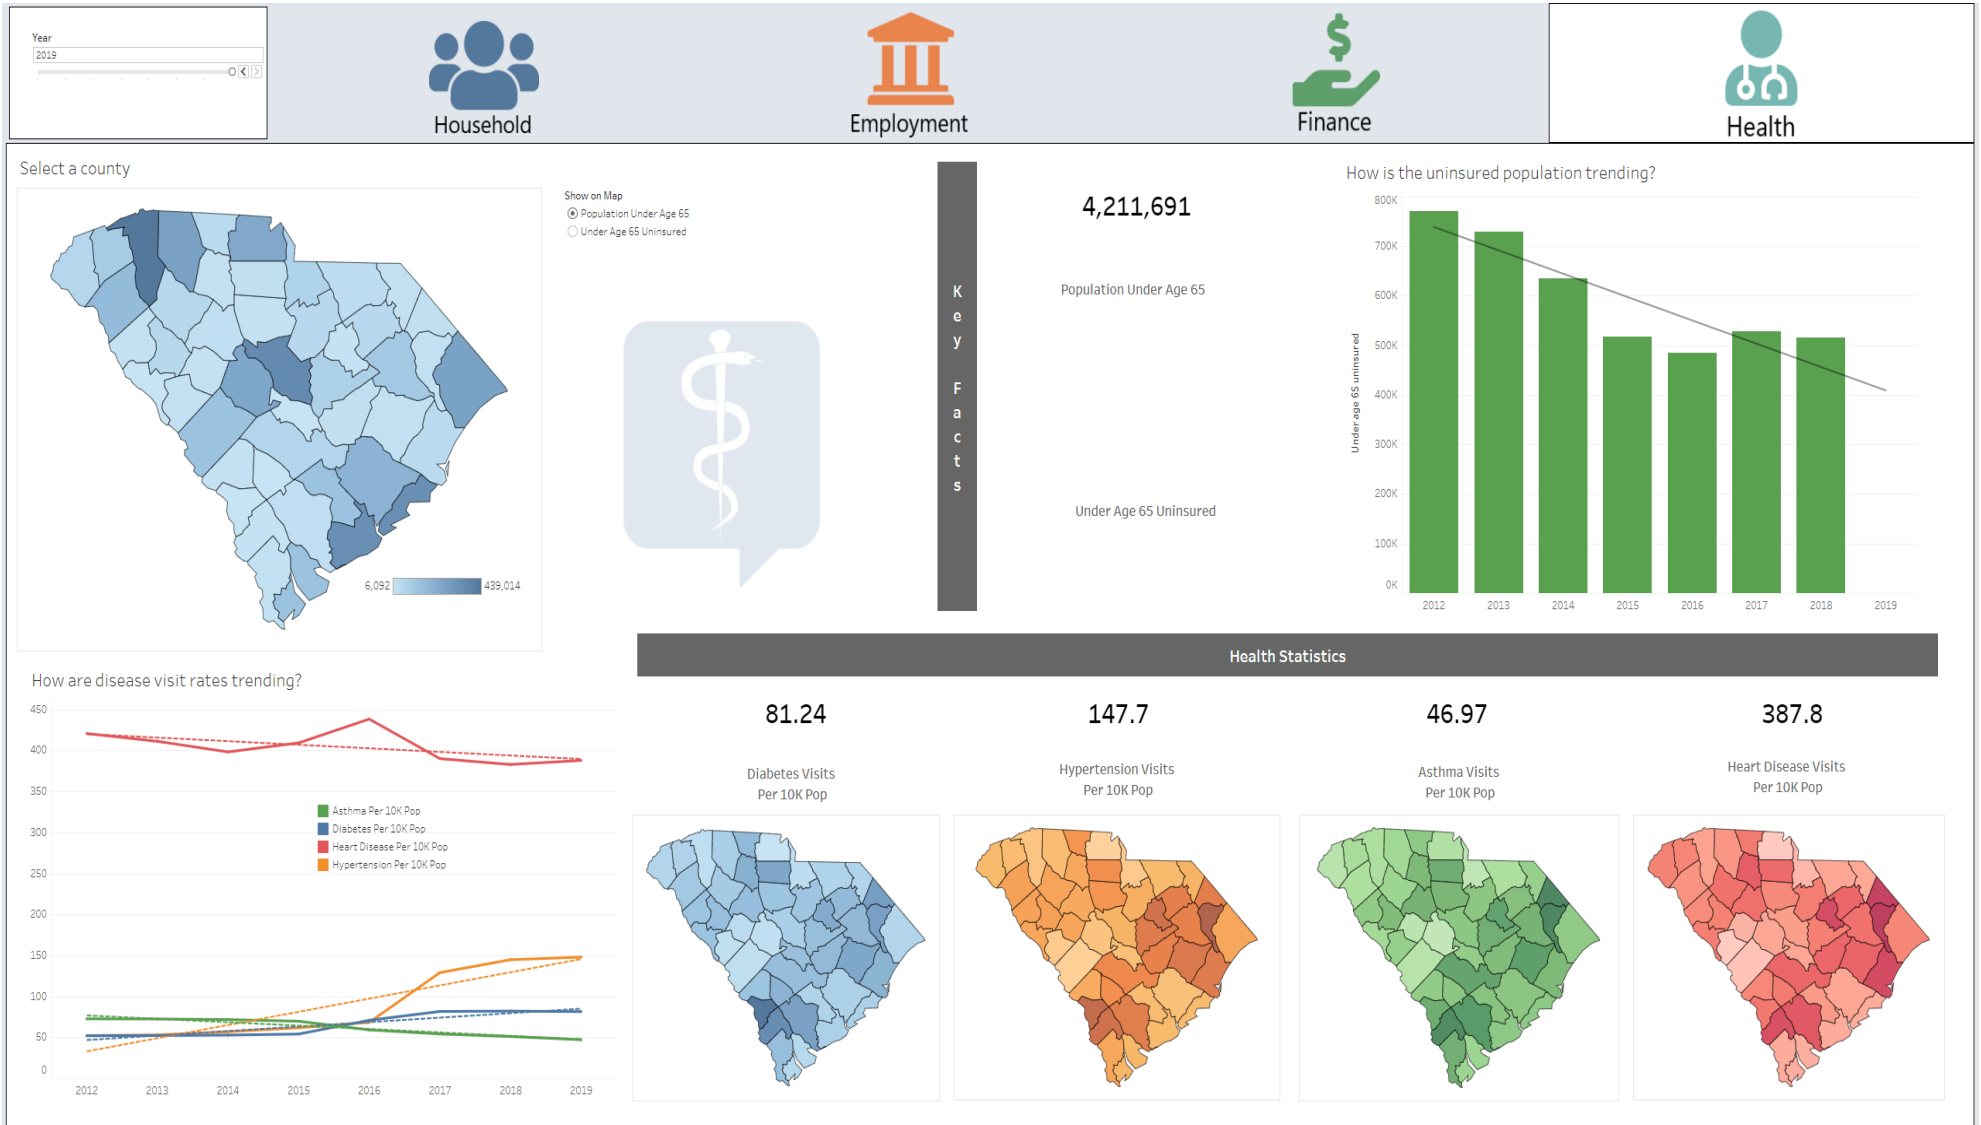 Year
2019
Household
Employment
Finance
Health
Select a county
Show on Map
Population Under Age 65
Under Age 65 Uninsured
6,092
439,014
Key Facts
4,211,691
Population Under Age 65
Under Age 65 Uninsured
How is the uninsured population trending?
Under age 65 uninsured
800K
700K
600K
500K
400K
300K
200K
100K
0K
2012 2013 2014 2015 2016 2017 2018 2019
How are disease visit rates trending?
450
400
350
300
250
200
150
100
50
0
Asthma Per 10K Pop
Diabetes Per 10K Pop
Heart Disease Per 10K Pop
Hypertension Per 10K Pop
2012 2013 2014 2015 2016 2017 2018 2019
Health Statistics
81.24
Diabetes Visits
Per 10K Pop
147.7
Hypertension Visits
Per 10K Pop
46.97
Asthma Visits
Per 10K Pop
387.8
Heart Disease Visits
Per 10K Pop